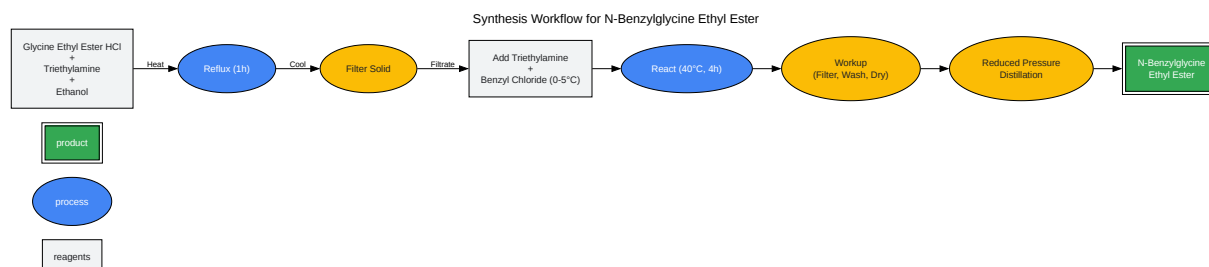 Synthesis Workflow for N-Benzylglycine Ethyl Ester
Glycine Ethyl Ester HCl
+
Triethylamine
+
Ethanol
Heat
Reflux (1h)
Cool
Filter Solid
Filtrate
Add Triethylamine
+
Benzyl Chloride (0-5°C)
React (40°C, 4h)
Workup
(Filter, Wash, Dry)
Reduced Pressure
Distillation
N-Benzylglycine
Ethyl Ester
product
process
reagents